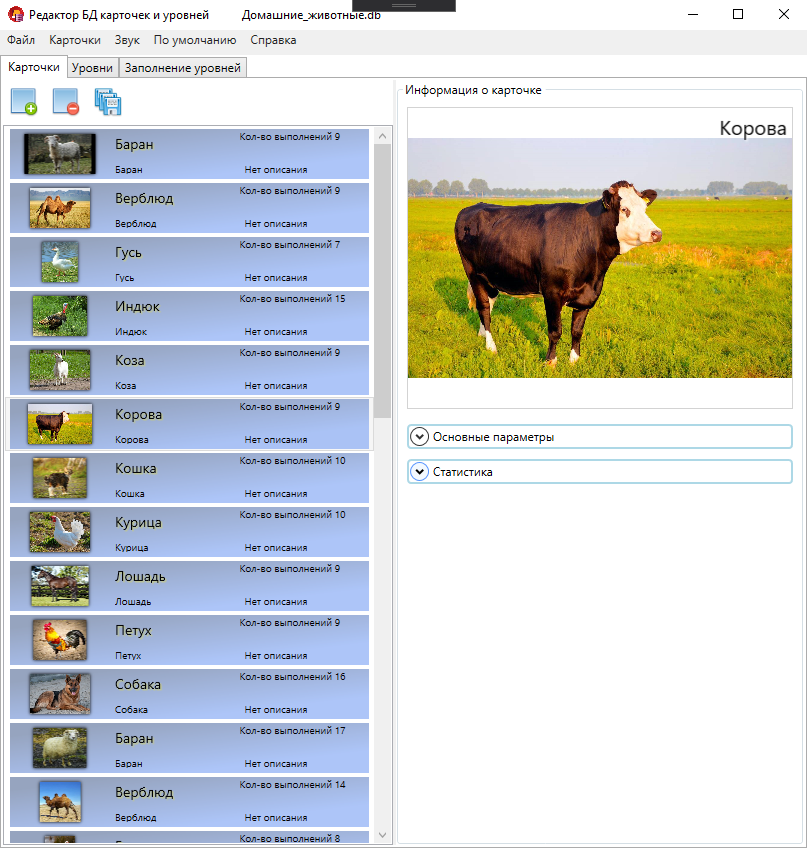 Редактор БД карточек и уровней Домашние_животные.db
Файл Карточки Звук По умолчанию Справка
Карточки Уровни Заполнение уровней
Баран Кол-во выполнений 9
Баран Нет описания
Верблюд Кол-во выполнений 9
Верблюд Нет описания
Гусь Кол-во выполнений 7
Гусь Нет описания
Индюк Кол-во выполнений 15
Индюк Нет описания
Коза Кол-во выполнений 9
Коза Нет описания
Корова Кол-во выполнений 9
Корова Нет описания
Кошка Кол-во выполнений 10
Кошка Нет описания
Курица Кол-во выполнений 10
Курица Нет описания
Лошадь Кол-во выполнений 9
Лошадь Нет описания
Петух Кол-во выполнений 9
Петух Нет описания
Собака Кол-во выполнений 16
Собака Нет описания
Баран Кол-во выполнений 17
Баран Нет описания
Верблюд Кол-во выполнений 14
Верблюд Нет описания
Кол-во выполнений 8
Информация о карточке
Корова
Основные параметры
Статистика